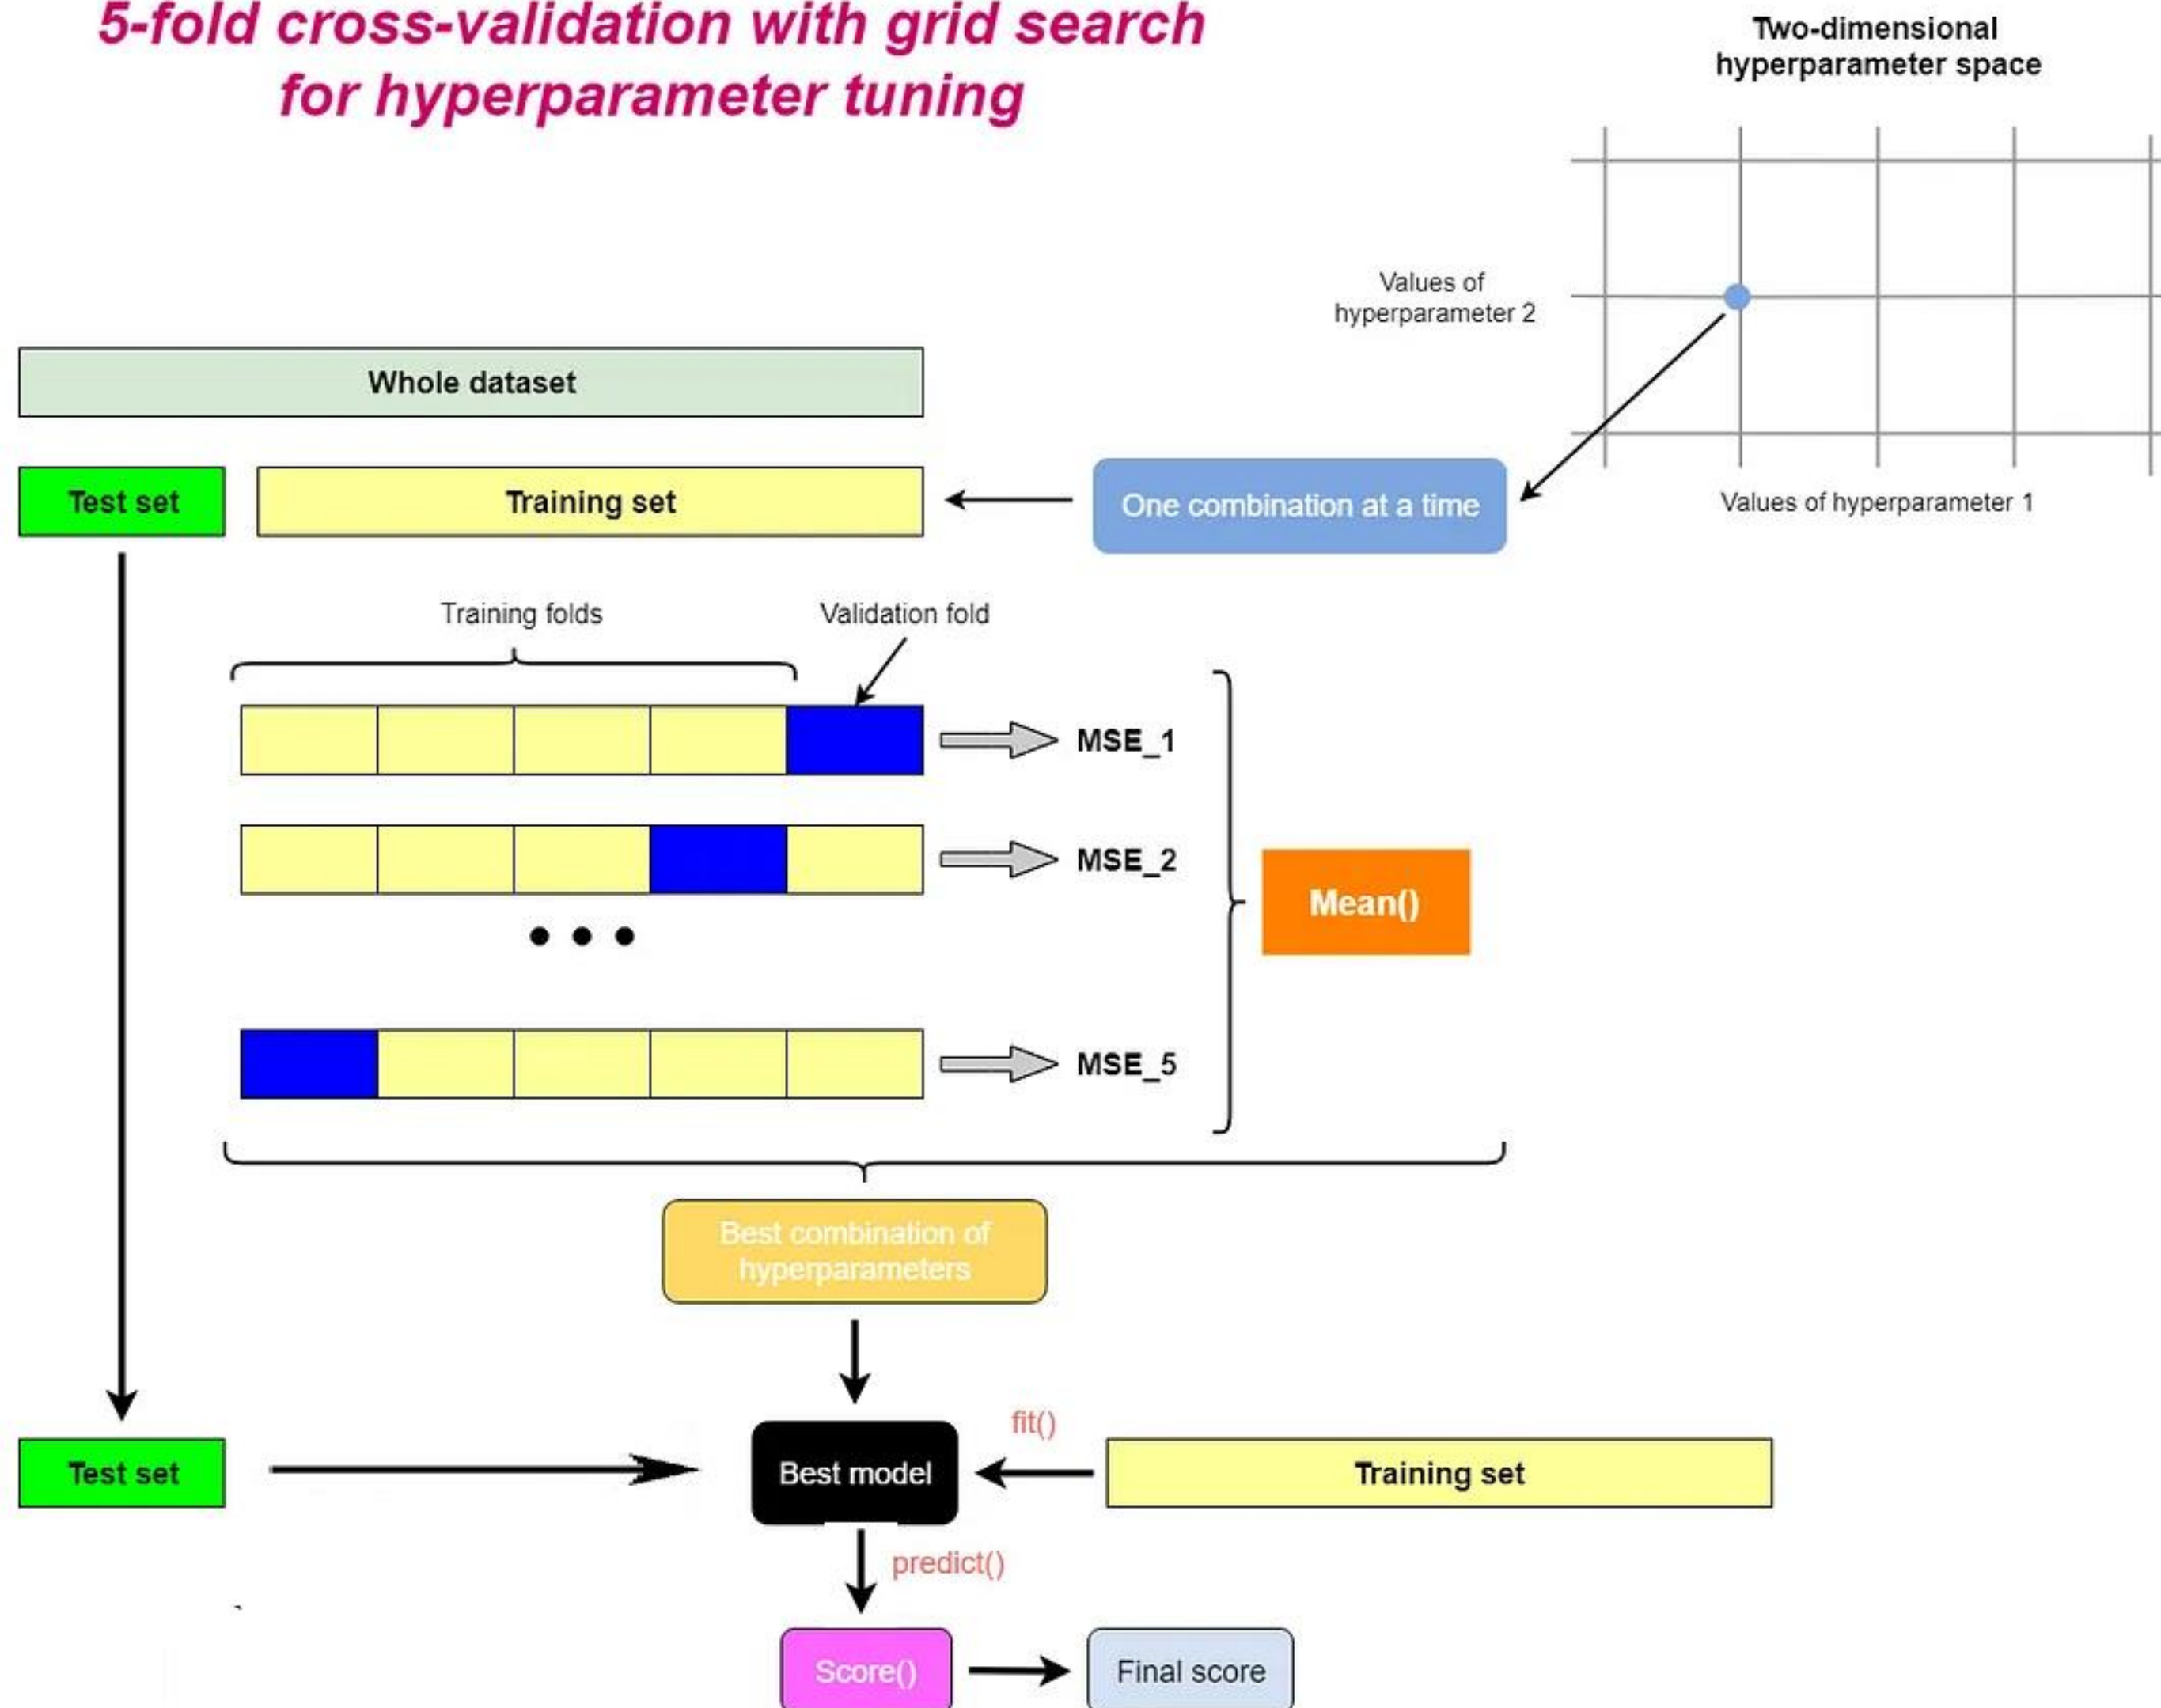 5-fold cross-validation with grid search
for hyperparameter tuning
Two-dimensional
hyperparameter space
Values of
hyperparameter 2
Values of hyperparameter 1
Whole dataset
Test set
Training set
One combination at a time
Training folds
Validation fold
MSE_1
MSE_2
Mean()
MSE_5
Best combination of
hyperparameters
Test set
Best model
fit()
Training set
predict()
Score()
Final score